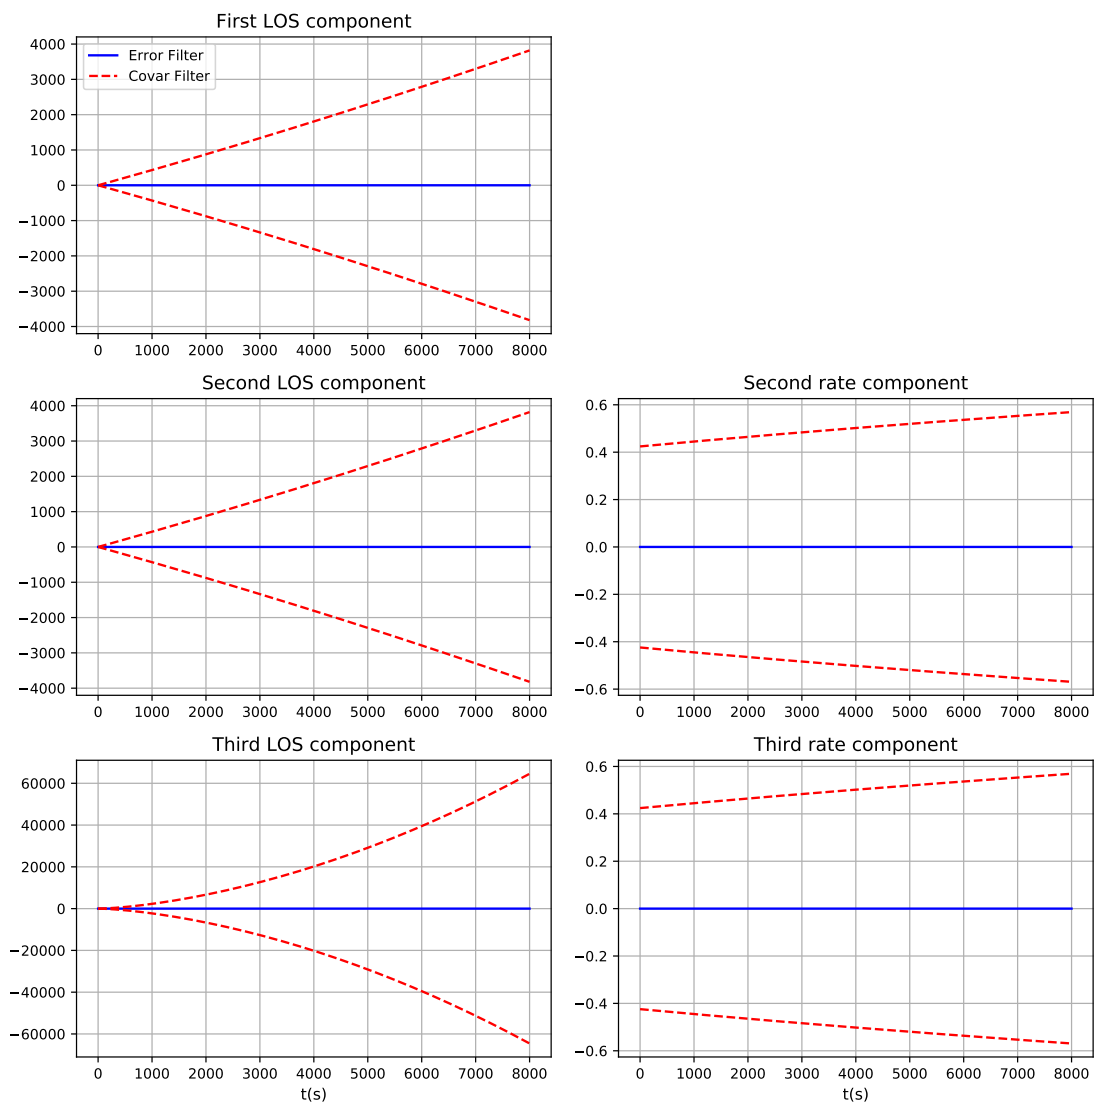 First LOS component
4000
3000
2000
1000
0
−1000
−2000
−3000
−4000
Error Filter
Covar Filter
0 1000 2000 3000 4000 5000 6000 7000 8000
Second LOS component
4000
3000
2000
1000
0
−1000
−2000
−3000
−4000
0 1000 2000 3000 4000 5000 6000 7000 8000
Second rate component
0.6
0.4
0.2
0.0
−0.2
−0.4
−0.6
0 1000 2000 3000 4000 5000 6000 7000 8000
Third LOS component
60000
40000
20000
0
−20000
−40000
−60000
0 1000 2000 3000 4000 5000 6000 7000 8000
t(s)
Third rate component
0.6
0.4
0.2
0.0
−0.2
−0.4
−0.6
0 1000 2000 3000 4000 5000 6000 7000 8000
t(s)